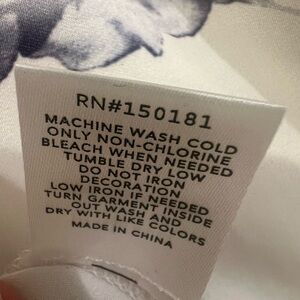 RN#150181
MACHINE WASH COLD
ONLY NON-CHLORINE
BLEACH WHEN NEEDED
TUMBLE DRY LOW
DO NOT IRON
DECORATION
LOW IRON IF NEEDED
TURN GARMENT INSIDE
OUT WASH AND
DRY WITH LIKE COLORS
MADE IN CHINA